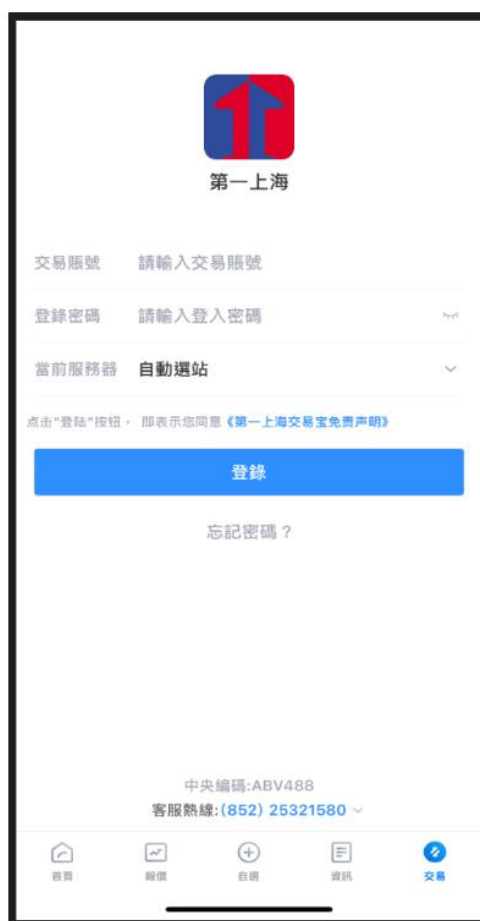 第一上海
交易賬號 請輸入交易賬號
登錄密碼 請輸入登入密碼
當前服務器 自動選站
点击"登陆"按钮，即表示您同意《第一上海交易宝免责声明》
登錄
忘記密碼？
中央編碼:ABV488
客服熱線:(852) 25321580
首頁 報價 自選 資訊 交易